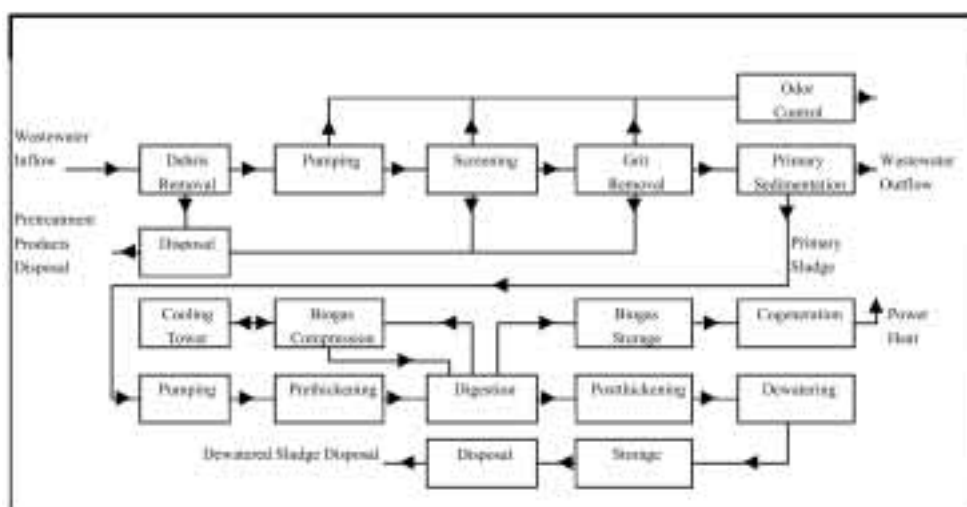 Odor
Control
Wastewater
Inflow
Debris
Removal
Pumping
Screening
Grit
Removal
Primary
Sedimentation
Wastewater
Outflow
Pretreatment
Products
Disposal
Disposal
Primary
Sludge
Cooling
Tower
Biogas
Compression
Biogas
Storage
Cogeneration
Power
Heat
Pumping
Prethickening
Digestion
Postthickening
Dewatering
Dewatered Sludge Disposal
Disposal
Storage